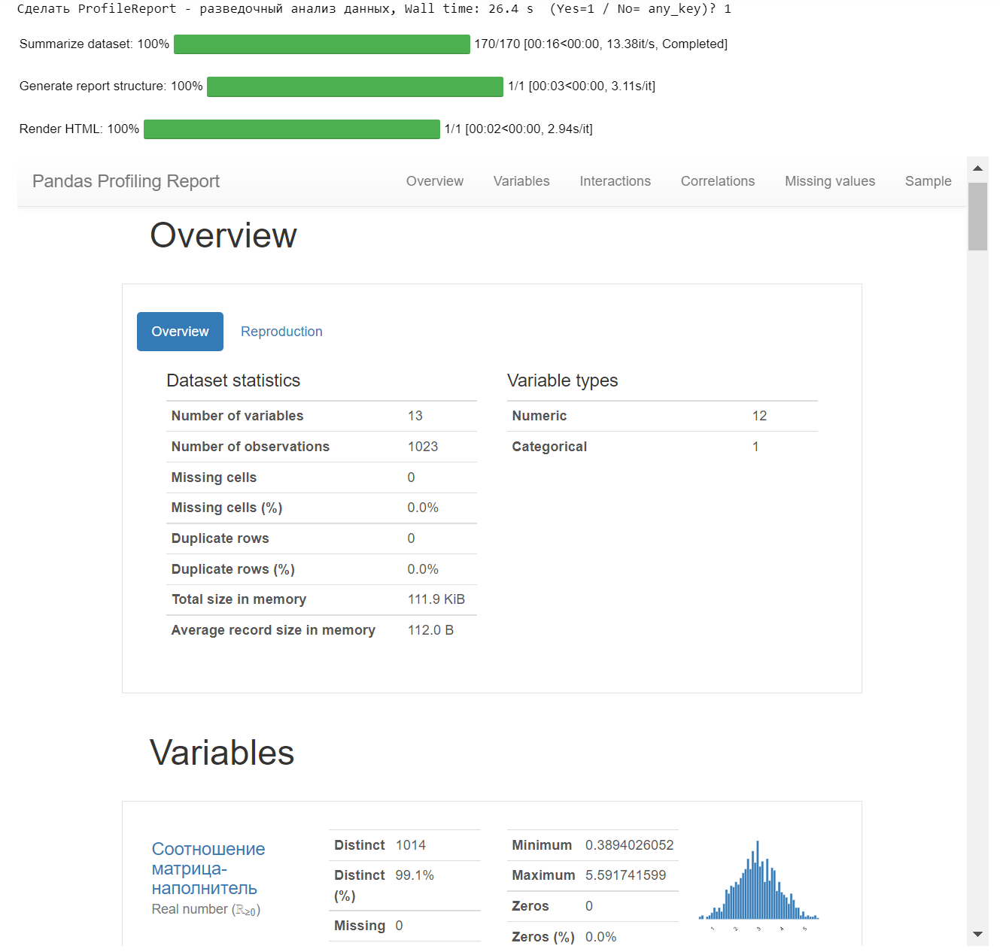 Сделать ProfileReport - разведочный анализ данных, Wall time: 26.4 s  (Yes=1 / No= any_key)? 1
Summarize dataset: 100% 170/170 [00:16<00:00, 13.38it/s, Completed]
Generate report structure: 100% 1/1 [00:03<00:00, 3.11s/it]
Render HTML: 100% 1/1 [00:02<00:00, 2.94s/it]
Pandas Profiling Report Overview Variables Interactions Correlations Missing values Sample
Overview
Overview Reproduction
Dataset statistics
Number of variables 13
Number of observations 1023
Missing cells 0
Missing cells (%) 0.0%
Duplicate rows 0
Duplicate rows (%) 0.0%
Total size in memory 111.9 KiB
Average record size in memory 112.0 B
Variable types
Numeric 12
Categorical 1
Variables
Соотношение
матрица-
наполнитель
Real number (ℝ≥0)
Distinct 1014
Distinct 99.1%
(%)
Missing 0
Minimum 0.3894026052
Maximum 5.591741599
Zeros 0
Zeros (%) 0.0%
1 2 3 4 5